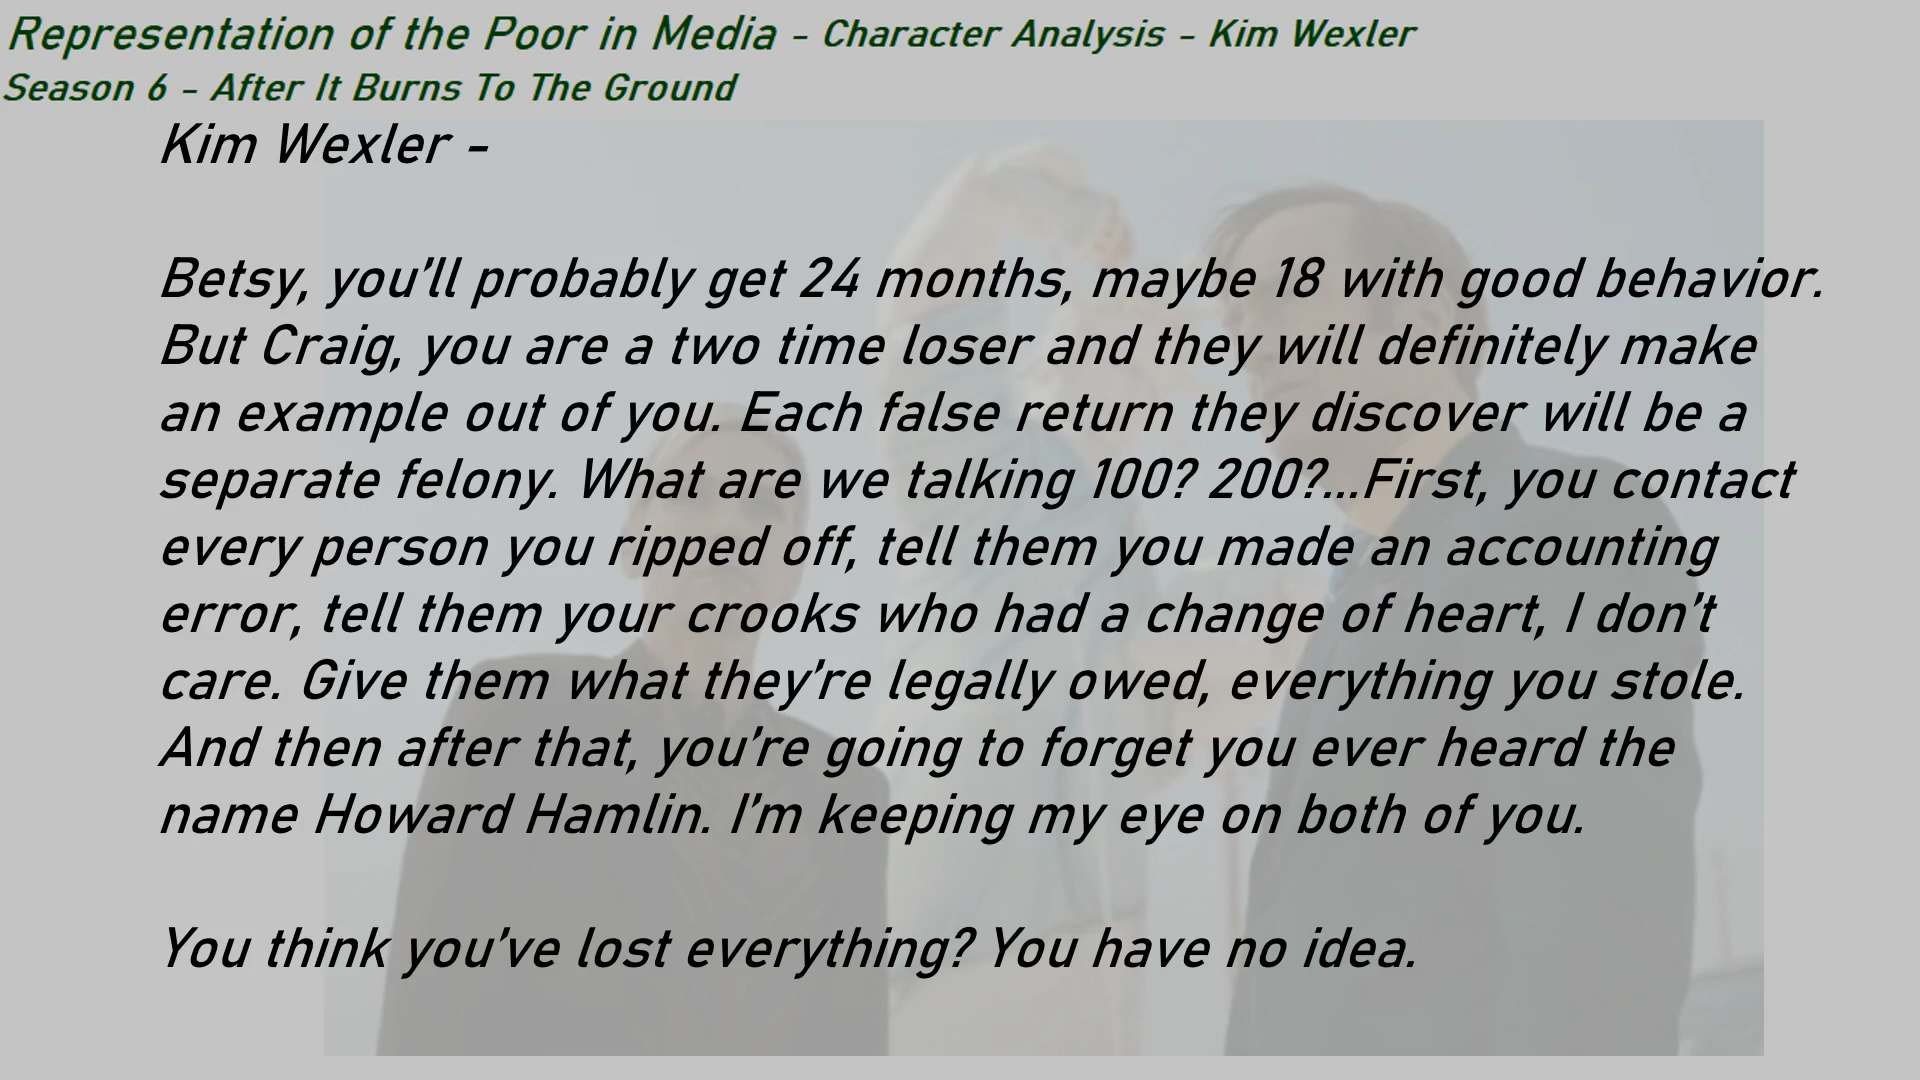 Representation of the Poor in Media - Character Analysis - Kim Wexler
Season 6 - After It Burns To The Ground
Kim Wexler -
Betsy, you'll probably get 24 months, maybe 18 with good behavior.
But Craig, you are a two time loser and they will definitely make
an example out of you. Each false return they discover will be a
separate felony. What are we talking 100? 200?...First, you contact
every person you ripped off, tell them you made an accounting
error, tell them your crooks who had a change of heart, I don't
care. Give them what they're legally owed, everything you stole.
And then after that, you're going to forget you ever heard the
name Howard Hamlin. I'm keeping my eye on both of you.
You think you've lost everything? You have no idea.